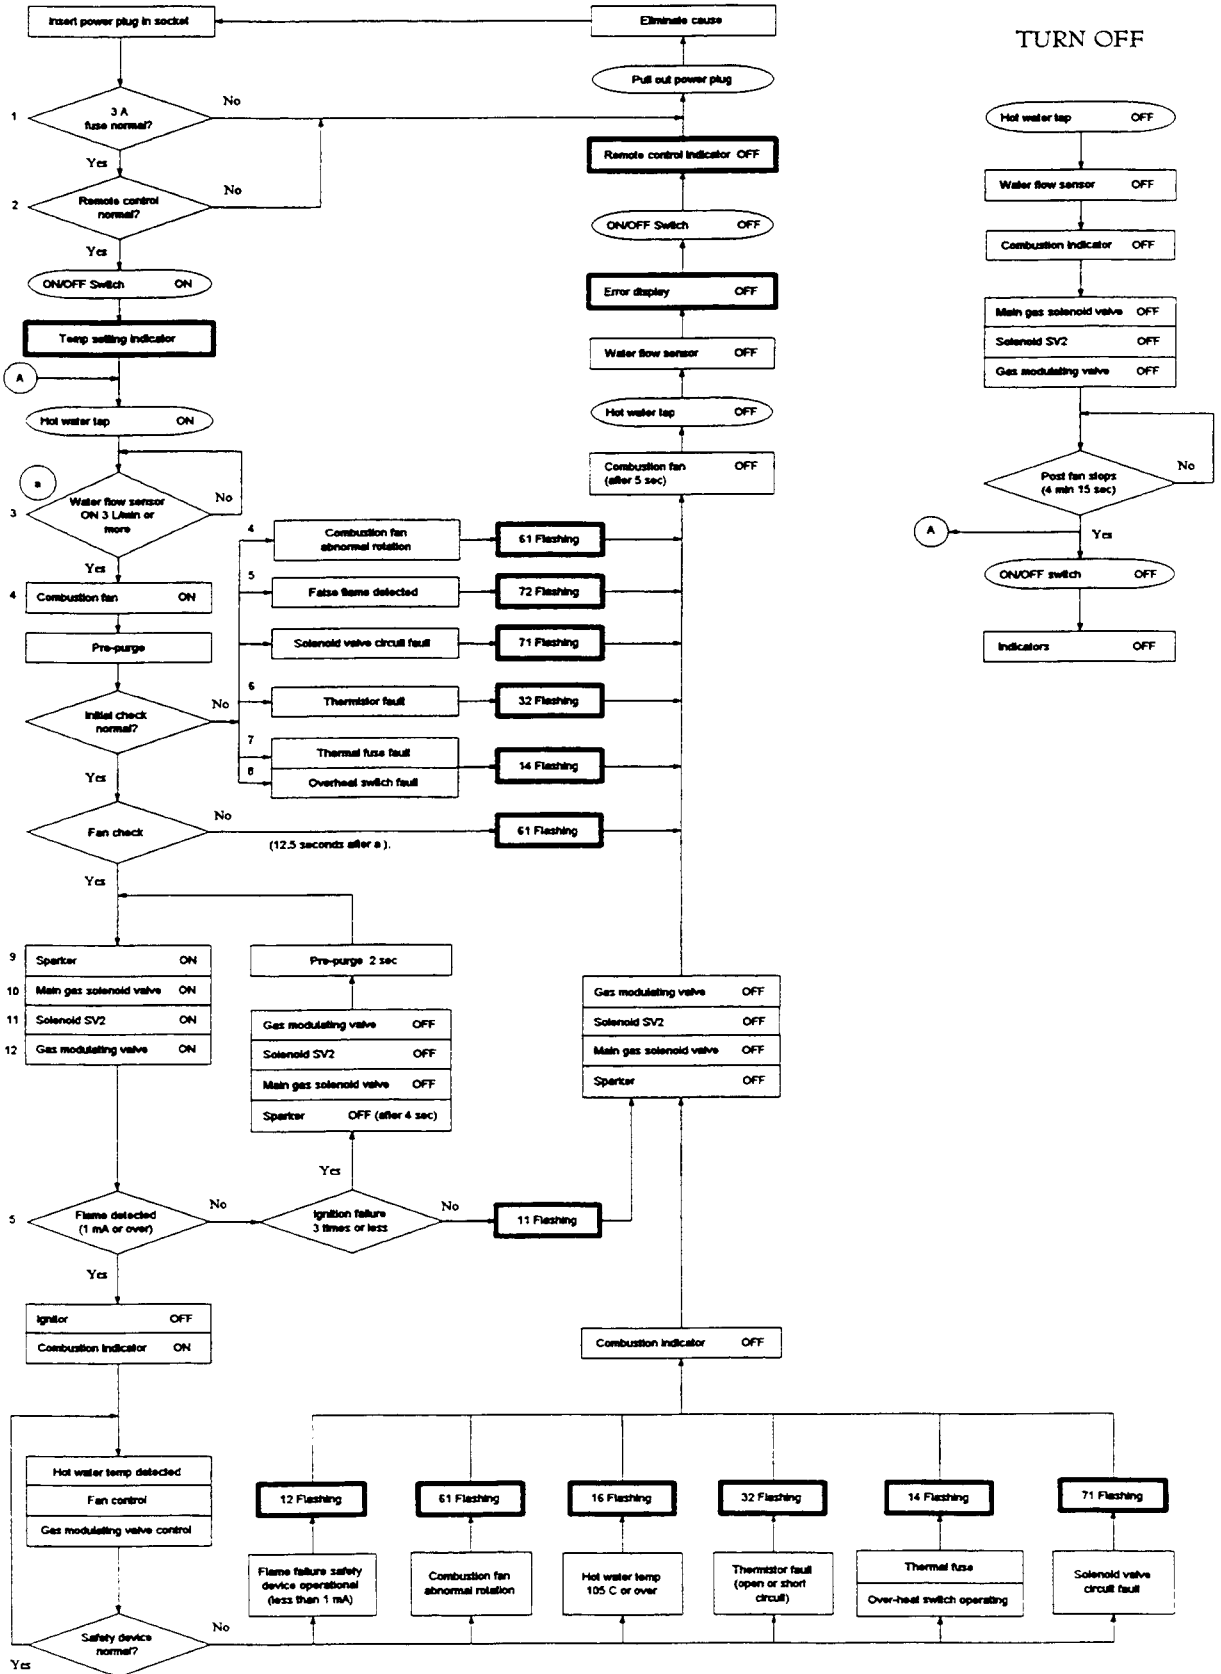 Insert power plug in socket
Eliminate cause
TURN OFF
Pull out power plug
1
3 A
fuse normal?
No
Yes
Remote control indicator OFF
2
Remote control
normal?
No
Yes
ON/OFF Switch OFF
ON/OFF Switch ON
Error display OFF
Temp setting indicator
Water flow sensor OFF
A
Hot water tap OFF
Hot water tap ON
Combustion fan OFF
(after 5 sec)
a
3
Water flow sensor
ON 3 L/min or
more
No
Yes
4
Combustion fan ON
Pre-purge
Initial check
normal?
No
Yes
4
Combustion fan
abnormal rotation
61 Flashing
5
False flame detected
72 Flashing
Solenoid valve circuit fault
71 Flashing
6
Thermistor fault
32 Flashing
7
Thermal fuse fault
8
Overheat switch fault
14 Flashing
Fan check
No
(12.5 seconds after a ).
61 Flashing
Yes
9
Sparker ON
10
Main gas solenoid valve ON
11
Solenoid SV2 ON
12
Gas modulating valve ON
Pre-purge 2 sec
Gas modulating valve OFF
Solenoid SV2 OFF
Main gas solenoid valve OFF
Sparker OFF (after 4 sec)
Gas modulating valve OFF
Solenoid SV2 OFF
Main gas solenoid valve OFF
Sparker OFF
Yes
5
Flame detected
(1 mA or over)
No
Ignition failure
3 times or less
No
11 Flashing
Yes
Ignitor OFF
Combustion Indicator ON
Combustion Indicator OFF
Hot water temp detected
Fan control
Gas modulating valve control
12 Flashing
61 Flashing
16 Flashing
32 Flashing
14 Flashing
71 Flashing
Flame failure safety
device operational
(less than 1 mA)
Combustion fan
abnormal rotation
Hot water temp
105 C or over
Thermistor fault
(open or short
circuit)
Thermal fuse
Over-heat switch operating
Solenoid valve
circuit fault
Safety device
normal?
No
Yes
Hot water tap OFF
Water flow sensor OFF
Combustion Indicator OFF
Main gas solenoid valve OFF
Solenoid SV2 OFF
Gas modulating valve OFF
Post fan stops
(4 min 15 sec)
No
A
Yes
ON/OFF switch OFF
Indicators OFF